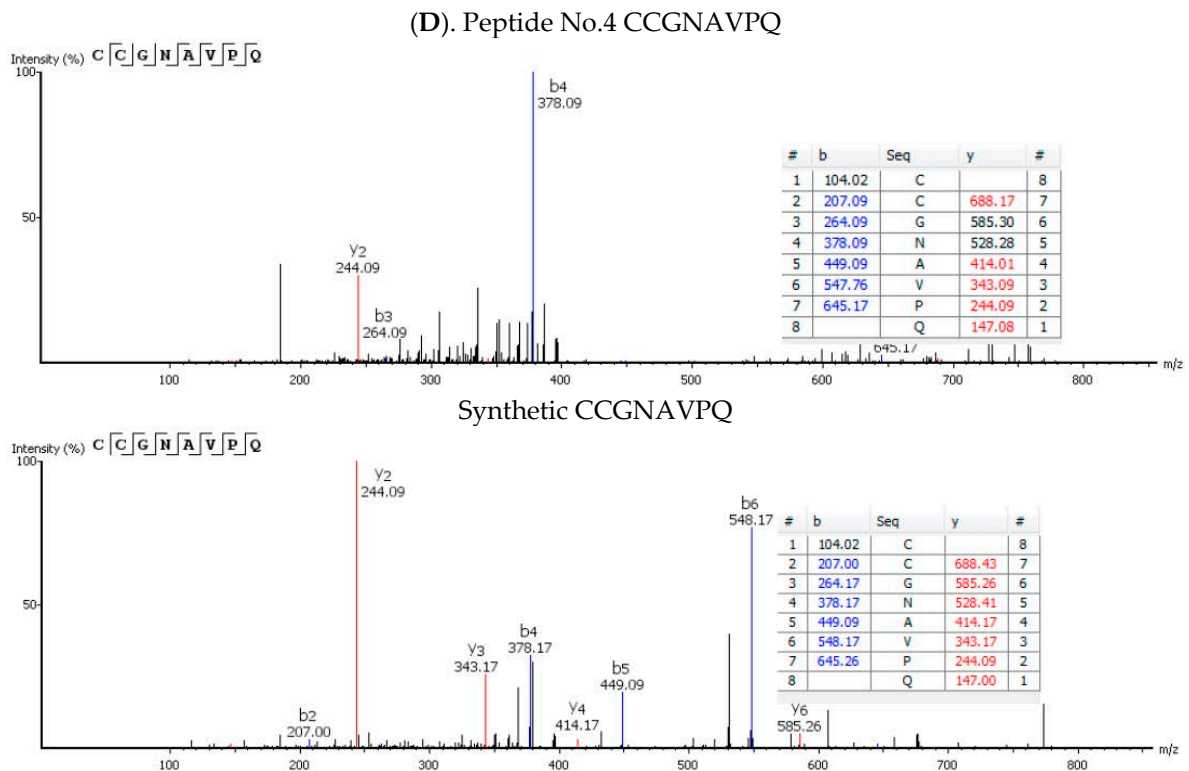 (D). Peptide No.4 CCGNAVPQ
Intensity (%) C C G N A V P Q
100
50
b4
378.09
y2
244.09
b3
264.09
645.17
100 200 300 400 500 600 700 800 m/z
# b Seq y #
1 104.02 C 8
2 207.09 C 688.17 7
3 264.09 G 585.30 6
4 378.09 N 528.28 5
5 449.09 A 414.01 4
6 547.76 V 343.09 3
7 645.17 P 244.09 2
8 Q 147.08 1
Synthetic CCGNAVPQ
Intensity (%) C C G N A V P Q
100
50
y2
244.09
b6
548.17
b4
378.17
y3
343.17
b5
449.09
y4
414.17
b2
207.00
y6
585.26
100 200 300 400 500 600 700 800 m/z
# b Seq y #
1 104.02 C 8
2 207.00 C 688.43 7
3 264.17 G 585.26 6
4 378.17 N 528.41 5
5 449.09 A 414.17 4
6 548.17 V 343.17 3
7 645.26 P 244.09 2
8 Q 147.00 1